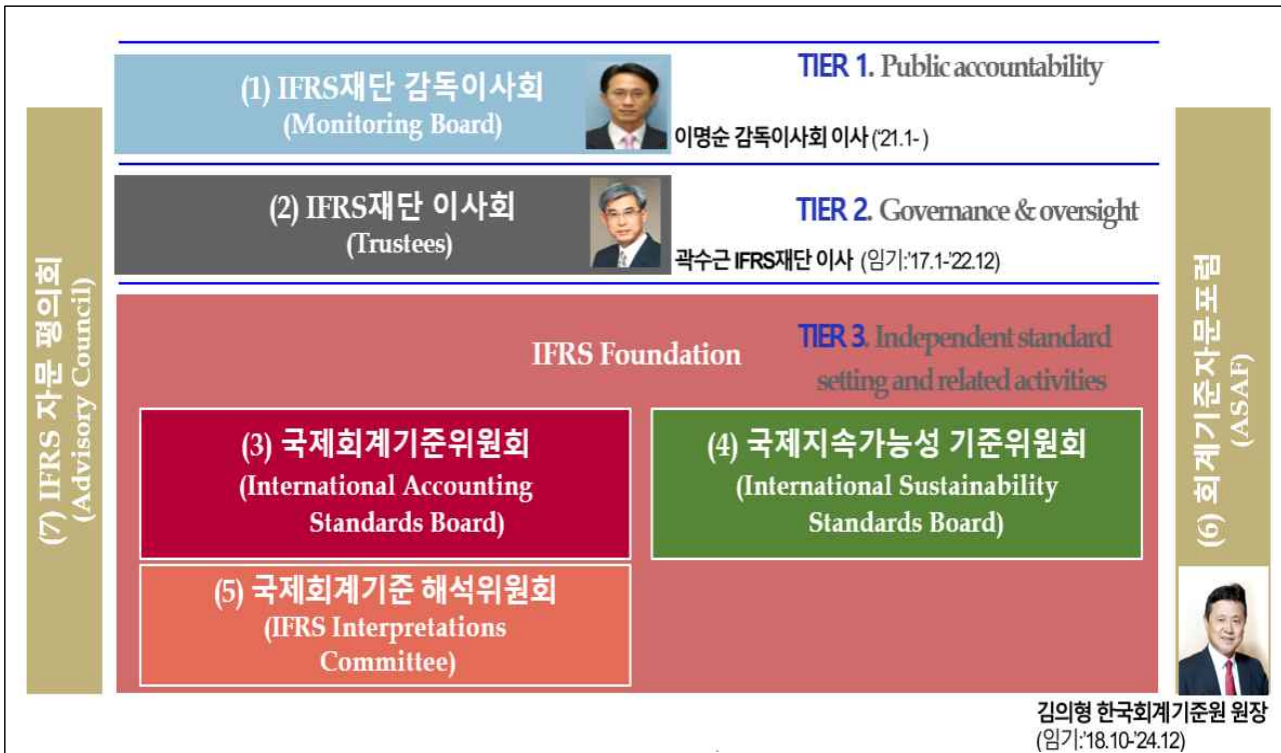 (1) IFRS재단 감독이사회
(Monitoring Board)
TIER 1. Public accountability
이명순 감독이사회 이사 ('21.1- )
(2) IFRS재단 이사회
(Trustees)
TIER 2. Governance & oversight
곽수근 IFRS재단 이사 (임기:'17.1-'22.12)
(7) IFRS 자문 평의회
(Advisory Council)
IFRS Foundation
TIER 3. Independent standard
setting and related activities
(3) 국제회계기준위원회
(International Accounting
Standards Board)
(4) 국제지속가능성 기준위원회
(International Sustainability
Standards Board)
(5) 국제회계기준 해석위원회
(IFRS Interpretations
Committee)
(6) 회계기준자문포럼
(ASAF)
김의형 한국회계기준원 원장
(임기:'18.10-'24.12)